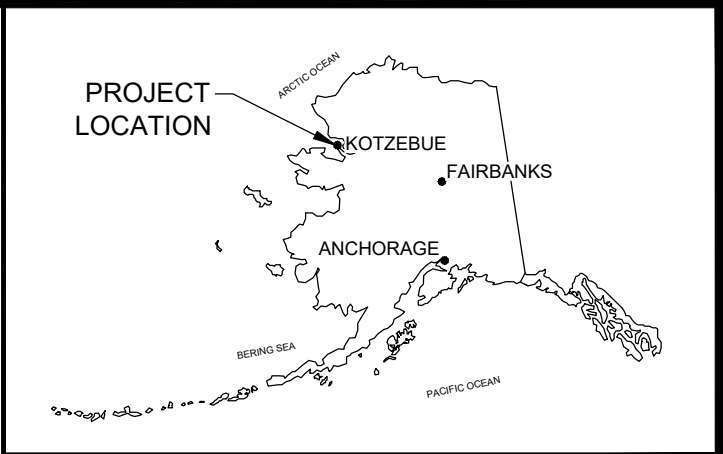 ARCTIC OCEAN
PROJECT
LOCATION
KOTZEBUE
FAIRBANKS
ANCHORAGE
BERING SEA
PACIFIC OCEAN